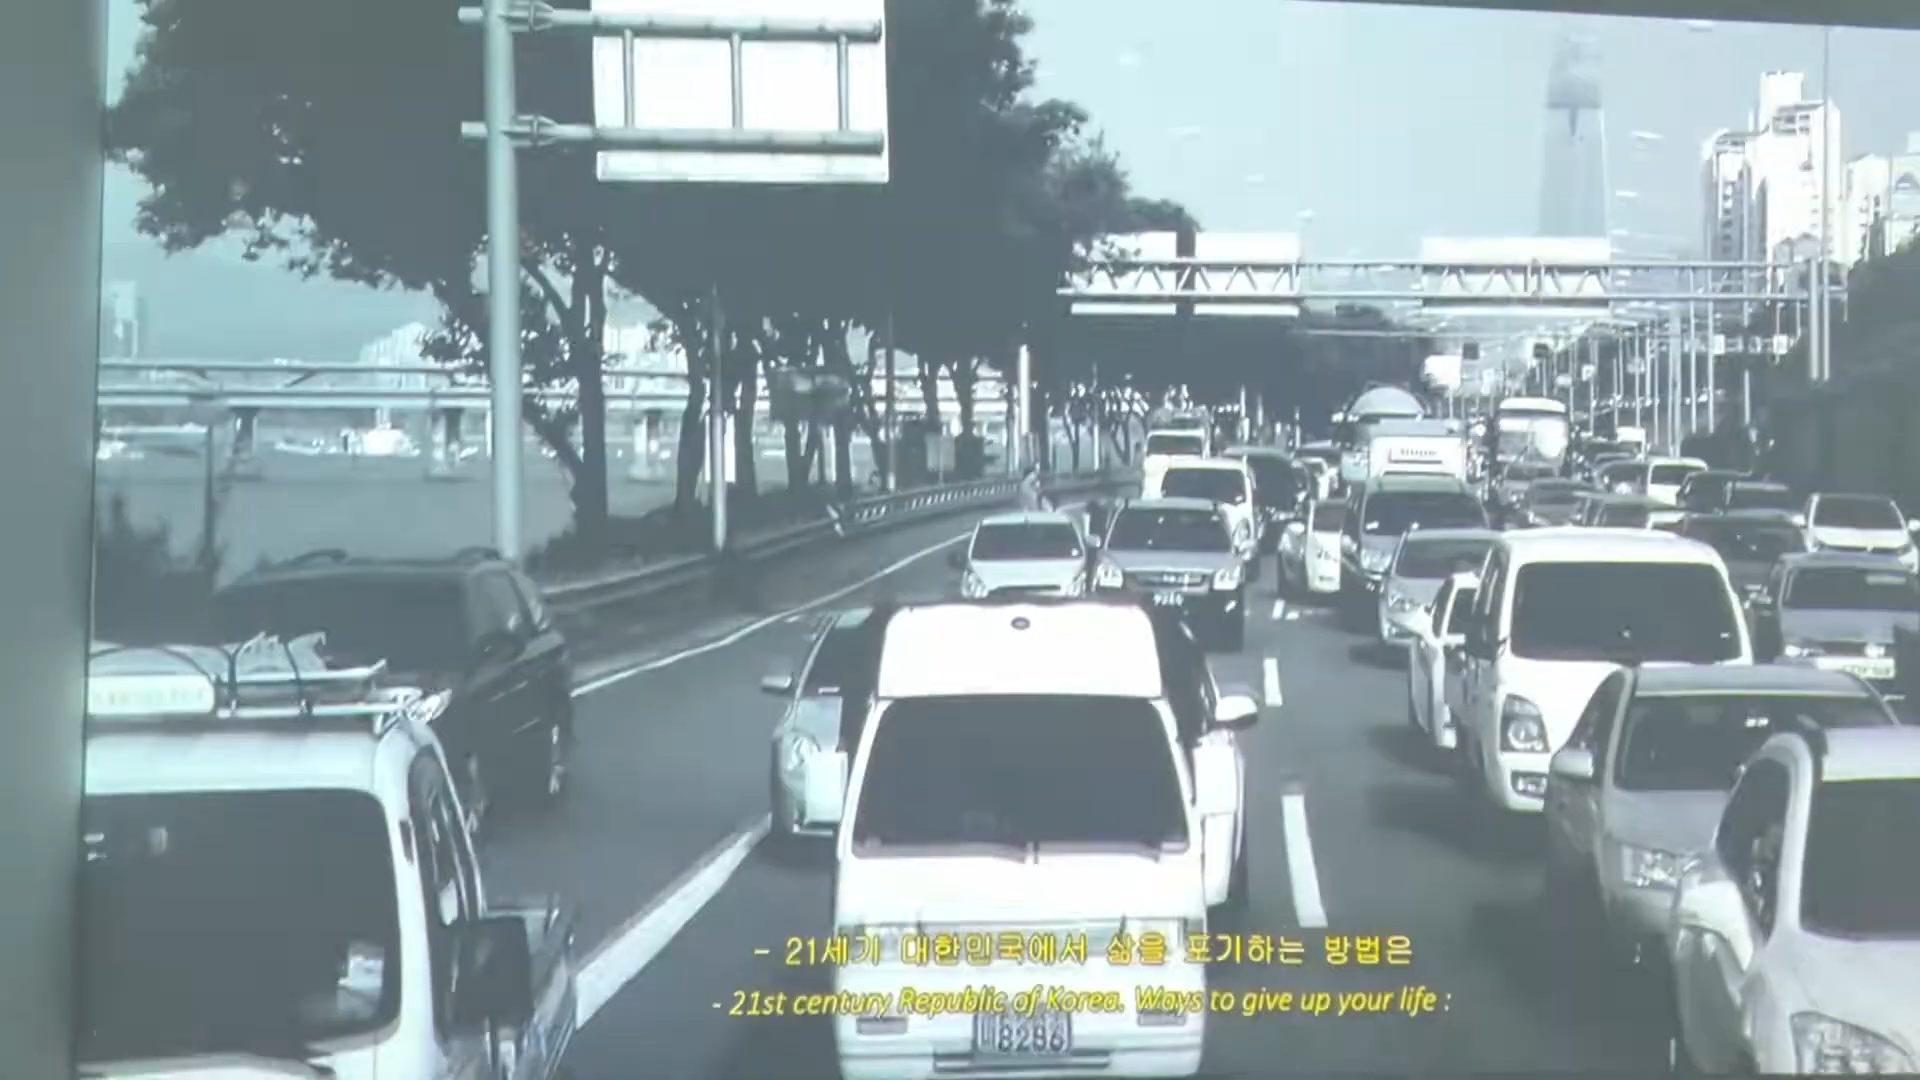 - 21세기 대한민국에서 삶을 포기하는 방법은
- 21st century Republic of Korea. Ways to give up your life :
8286